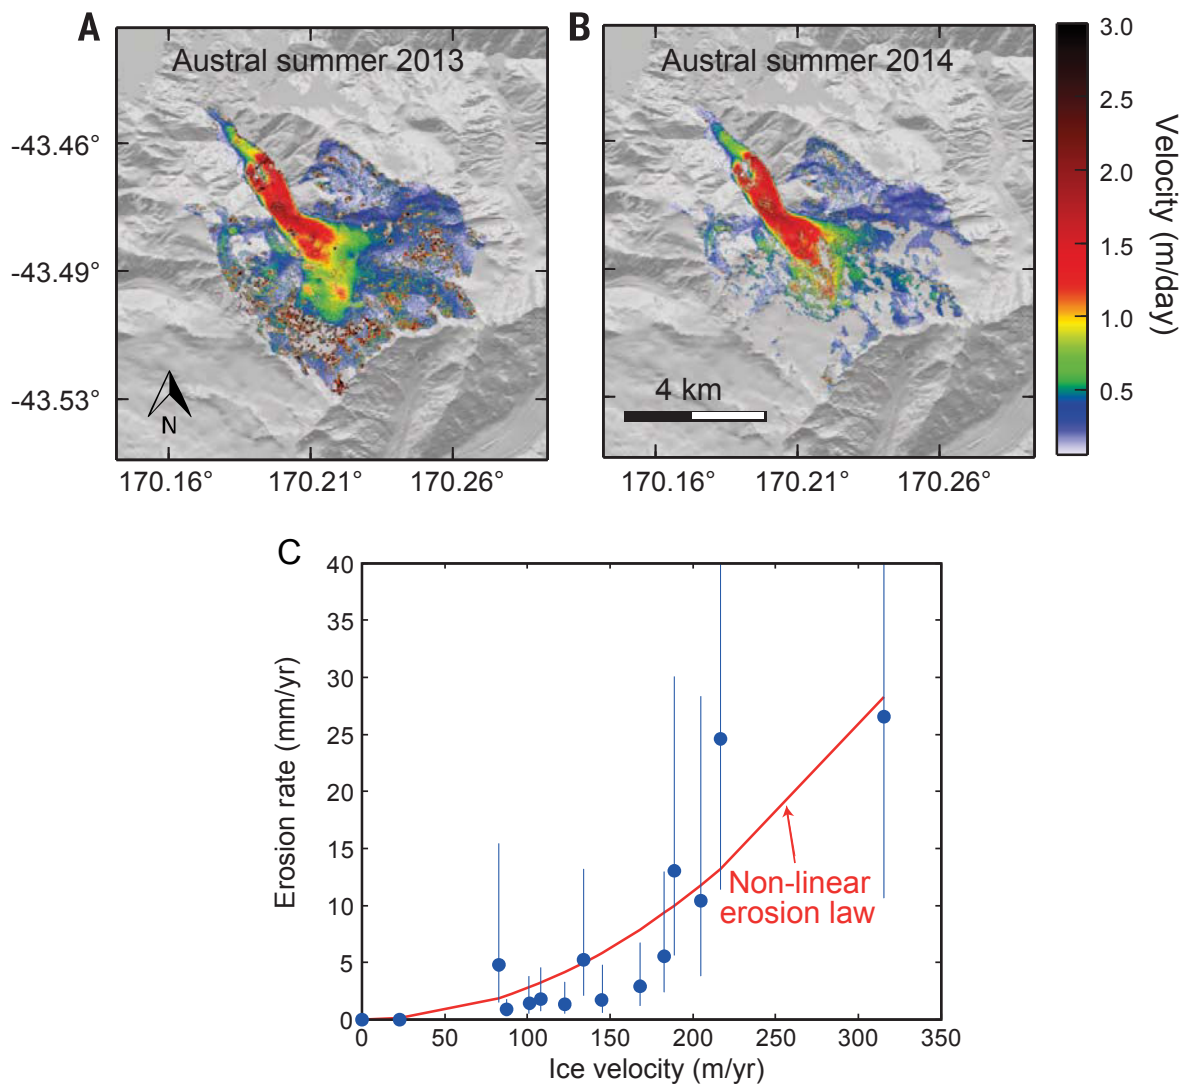 A
B
Austral summer 2013
Austral summer 2014
-43.46°
-43.49°
-43.53°
N
4 km
170.16°
170.21°
170.26°
170.16°
170.21°
170.26°
3.0
2.5
2.0
1.5
1.0
0.5
Velocity (m/day)
C
40
35
30
25
20
15
10
5
0
Erosion rate (mm/yr)
Non-linear
erosion law
0
50
100
150
200
250
300
350
Ice velocity (m/yr)